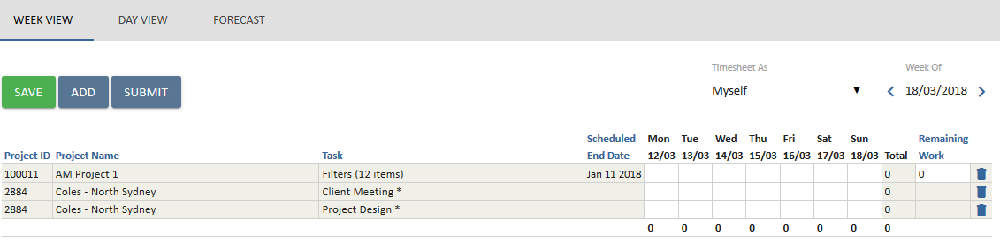 WEEK VIEW DAY VIEW FORECAST
Timesheet As Week Of
SAVE ADD SUBMIT Myself 18/03/2018
Scheduled Mon Tue Wed Thu Fri Sat Sun Remaining
Project ID Project Name Task End Date 12/03 13/03 14/03 15/03 16/03 17/03 18/03 Total Work
100011 AM Project 1 Filters (12 items) Jan 11 2018 0 0
2884 Coles - North Sydney Client Meeting * 0
2884 Coles - North Sydney Project Design * 0
0 0 0 0 0 0 0 0